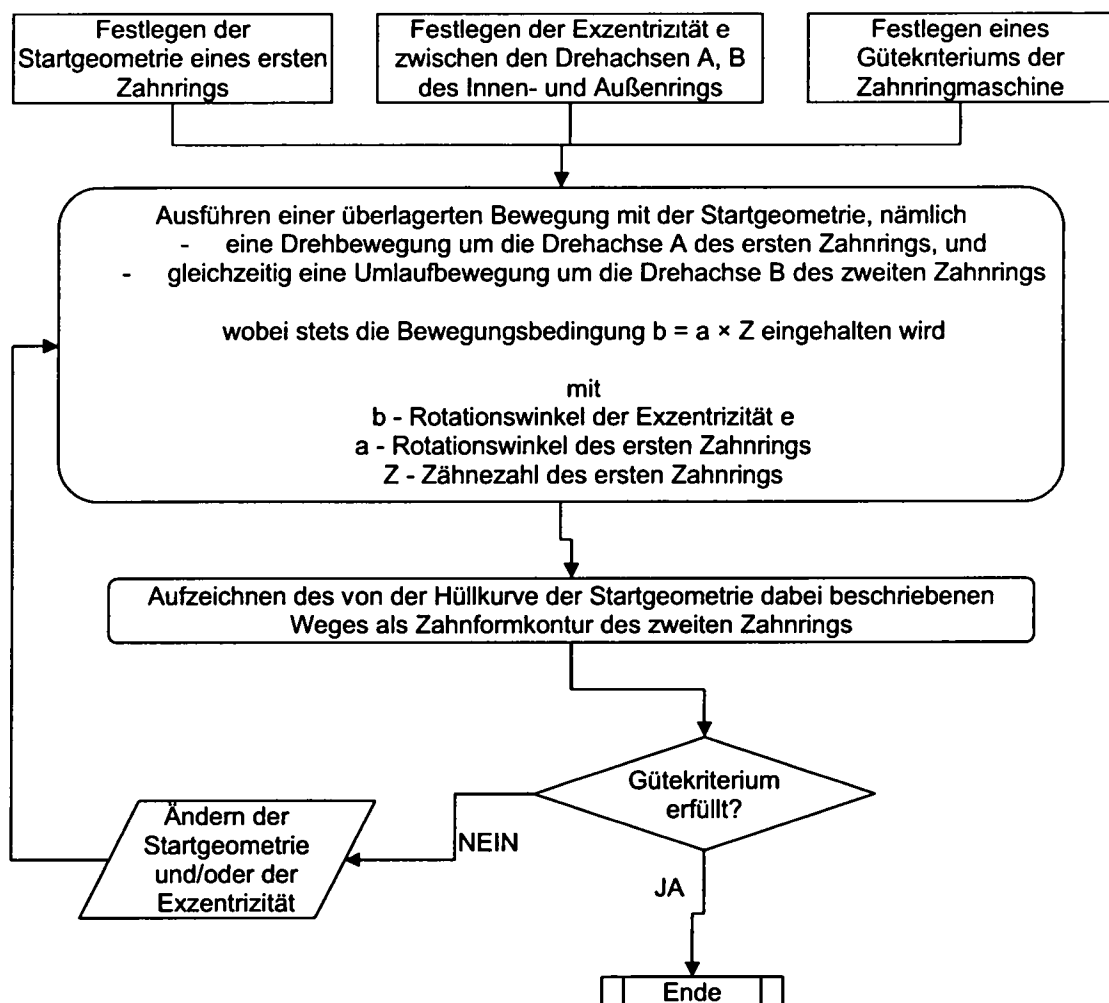 Festlegen der
Startgeometrie eines ersten
Zahnrings
Festlegen der Exzentrizität e
zwischen den Drehachsen A, B
des Innen- und Außenrings
Festlegen eines
Gütekriteriums der
Zahnringmaschine
Ausführen einer überlagerten Bewegung mit der Startgeometrie, nämlich
- eine Drehbewegung um die Drehachse A des ersten Zahnrings, und
- gleichzeitig eine Umlaufbewegung um die Drehachse B des zweiten Zahnrings
wobei stets die Bewegungsbedingung b = a × Z eingehalten wird
mit
b - Rotationswinkel der Exzentrizität e
a - Rotationswinkel des ersten Zahnrings
Z - Zähnezahl des ersten Zahnrings
Aufzeichnen des von der Hüllkurve der Startgeometrie dabei beschriebenen
Weges als Zahnformkontur des zweiten Zahnrings
Gütekriterium
erfüllt?
NEIN
Ändern der
Startgeometrie
und/oder der
Exzentrizität
JA
Ende